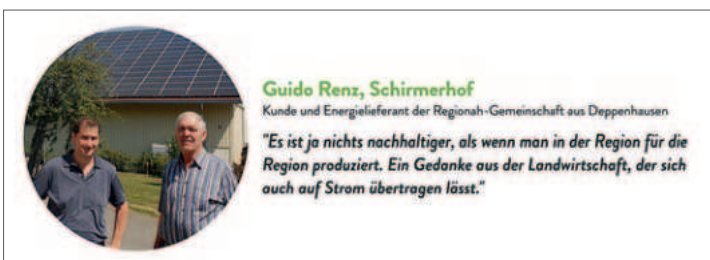 Guido Renz, Schirmerhof
Kunde und Energielieferant der Regionah-Gemeinschaft aus Deppenhausen
"Es ist ja nichts nachhaltiger, als wenn man in der Region für die
Region produziert. Ein Gedanke aus der Landwirtschaft, der sich
auch auf Strom übertragen lässt."